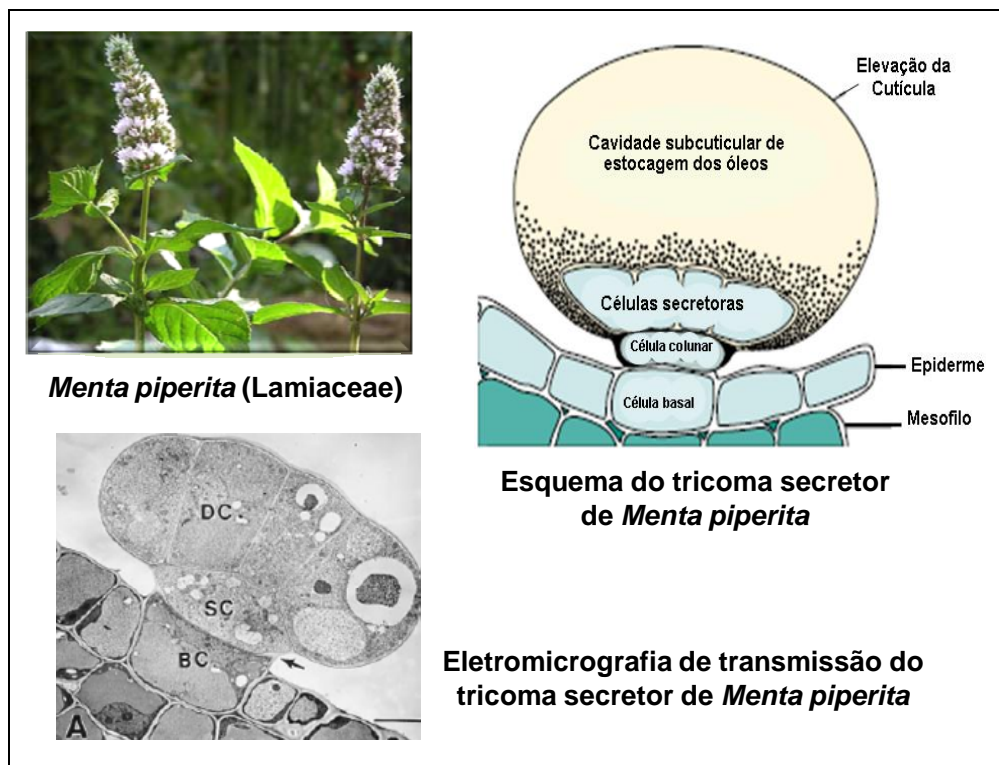 Elevação da
Cutícula
Cavidade subcuticular de
estocagem dos óleos
Células secretoras
Célula colunar
Célula basal
Epiderme
Mesofilo
Menta piperita (Lamiaceae)
Esquema do tricoma secretor
de Menta piperita
DC
SC
BC
A
Eletromicrografia de transmissão do
tricoma secretor de Menta piperita